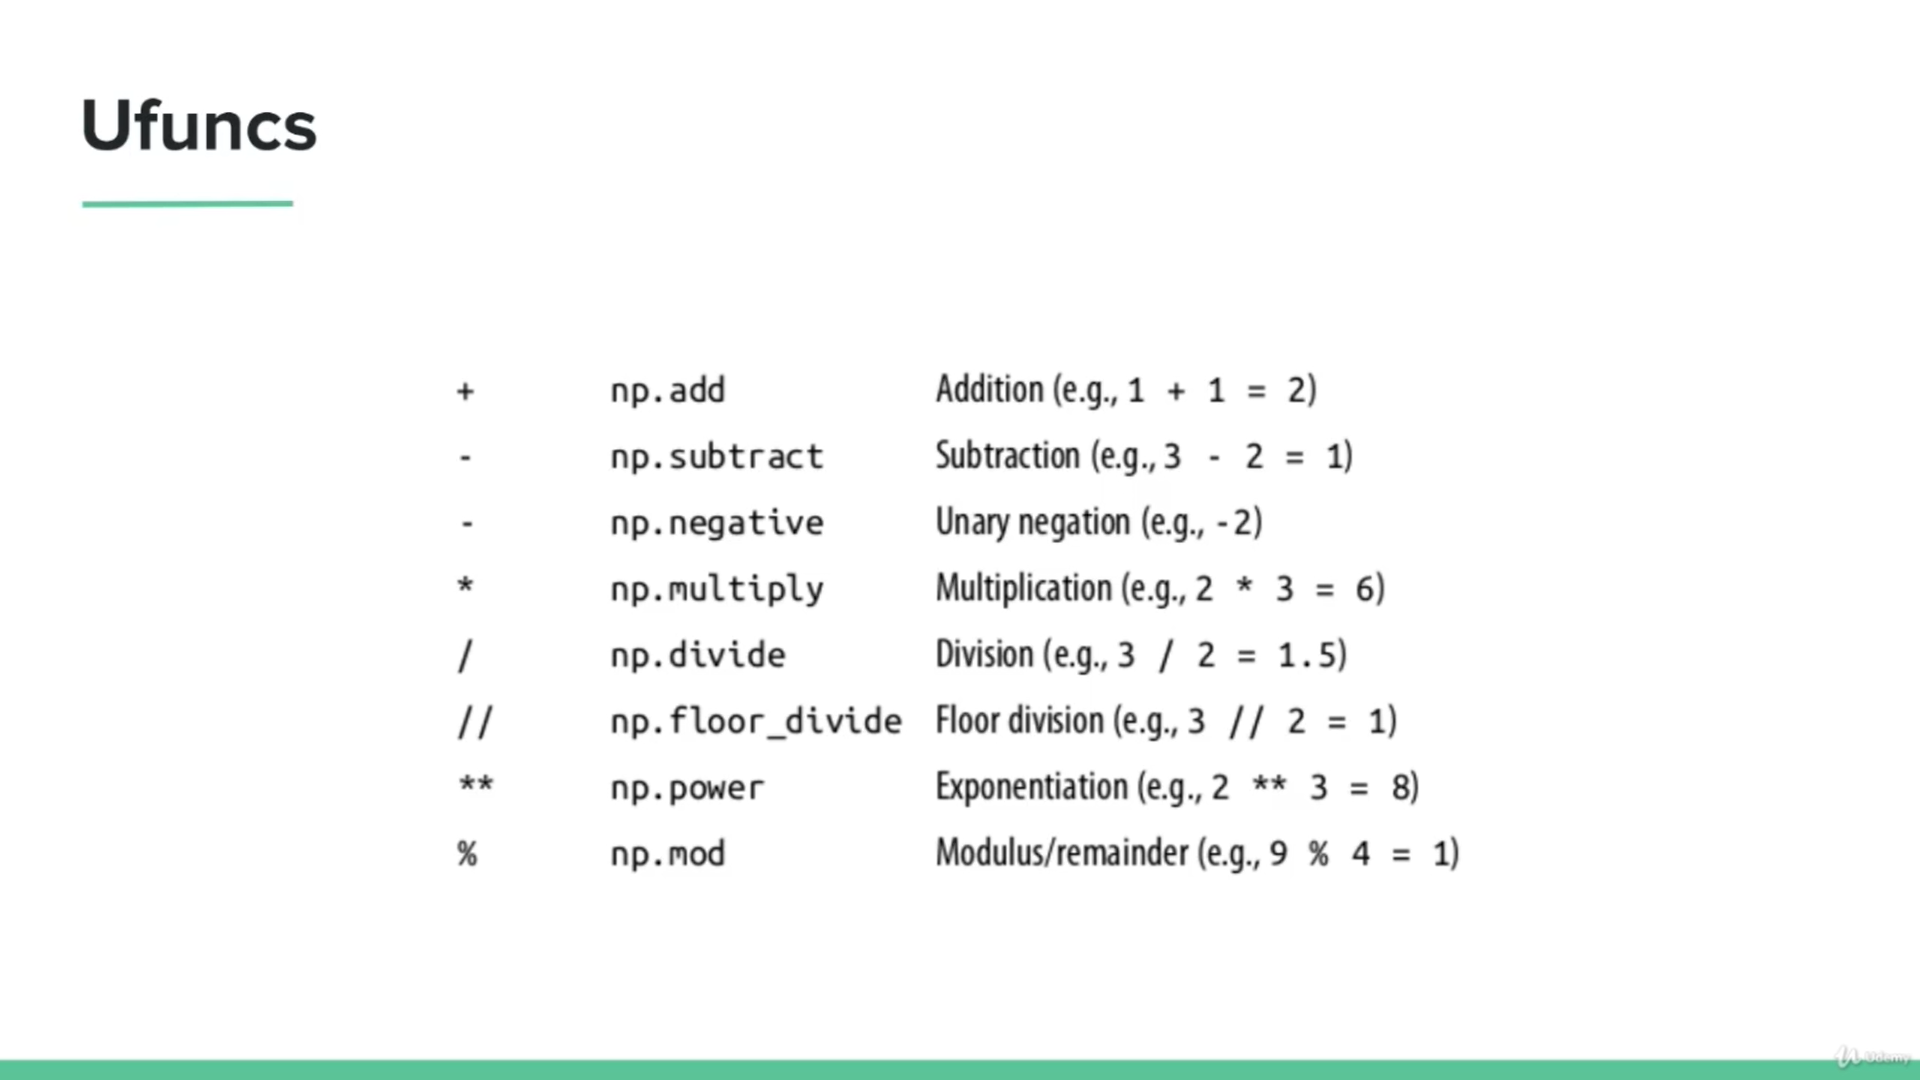 Ufuncs
+ np.add Addition (e.g., 1 + 1 = 2)
- np.subtract Subtraction (e.g., 3 - 2 = 1)
- np.negative Unary negation (e.g., -2)
* np.multiply Multiplication (e.g., 2 * 3 = 6)
/ np.divide Division (e.g., 3 / 2 = 1.5)
// np.floor_divide Floor division (e.g., 3 // 2 = 1)
** np.power Exponentiation (e.g., 2 ** 3 = 8)
% np.mod Modulus/remainder (e.g., 9 % 4 = 1)
Udemy